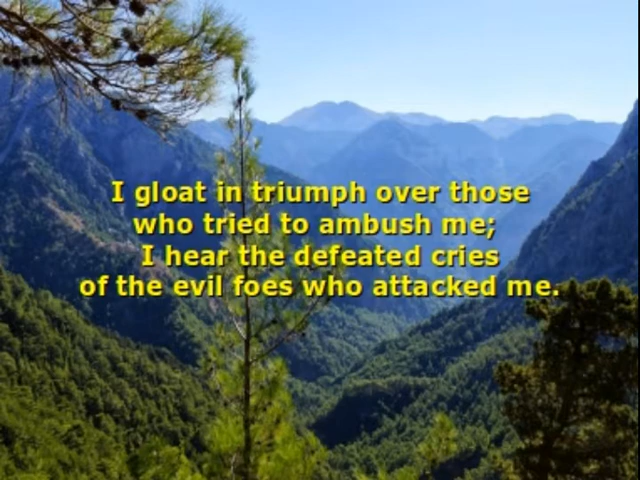 I gloat in triumph over those
who tried to ambush me;
I hear the defeated cries
of the evil foes who attacked me.